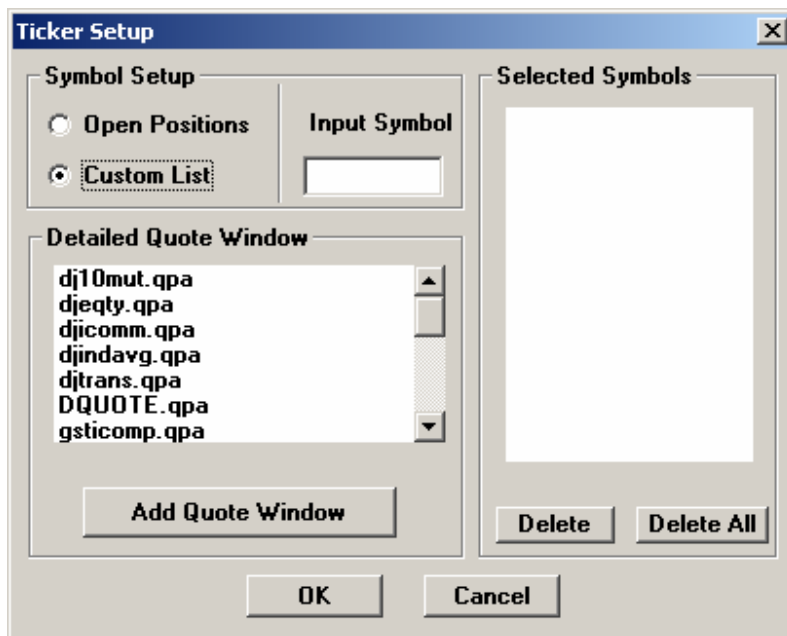 Ticker Setup
Symbol Setup
Open Positions
Custom List
Input Symbol
Detailed Quote Window
dj10mut.qpa
djeqty.qpa
djicomm.qpa
djindavg.qpa
djtrans.qpa
DQUOTE.qpa
gsticomp.qpa
Add Quote Window
Selected Symbols
Delete
Delete All
OK
Cancel